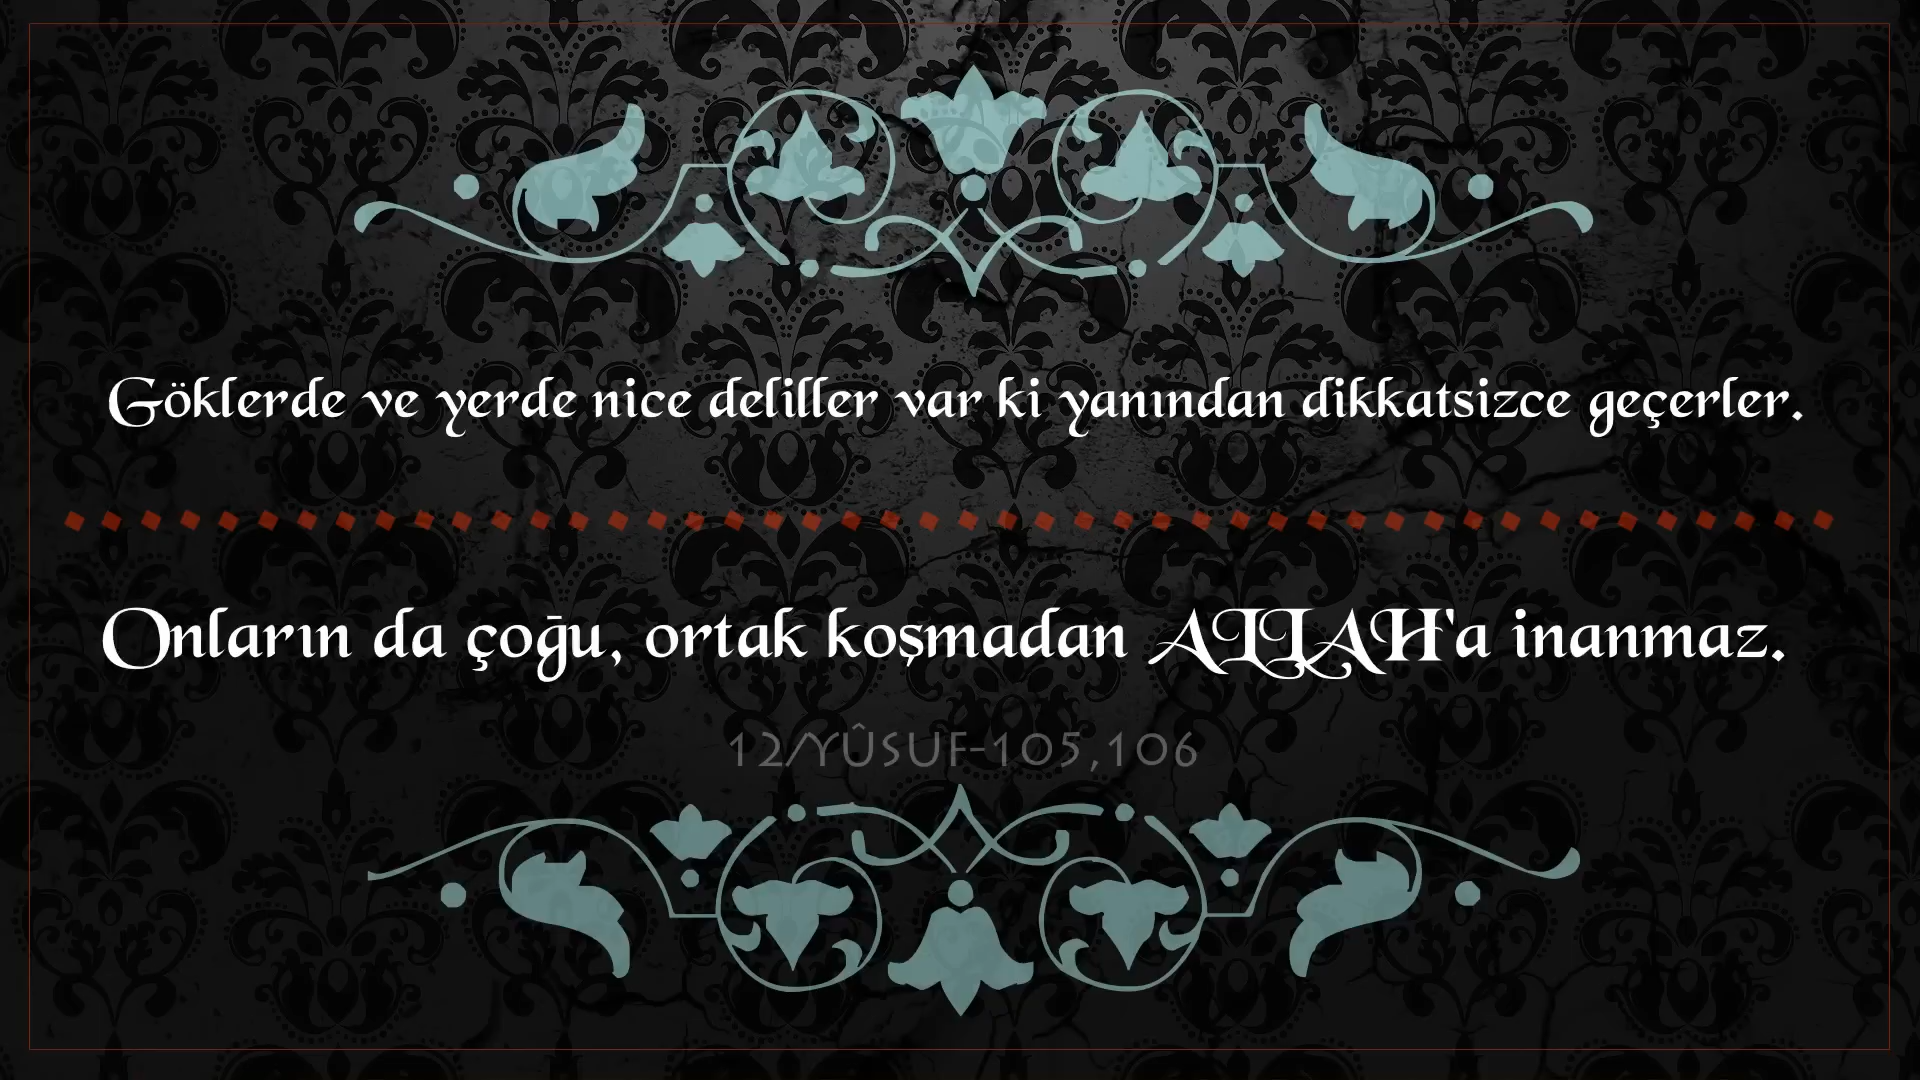 Göklerde ve yerde nice deliller var ki yanından dikkatsizce geçerler.
Onların da çoğu, ortak koşmadan ALLAH'a inanmaz.
12/YÛSUF-105,106